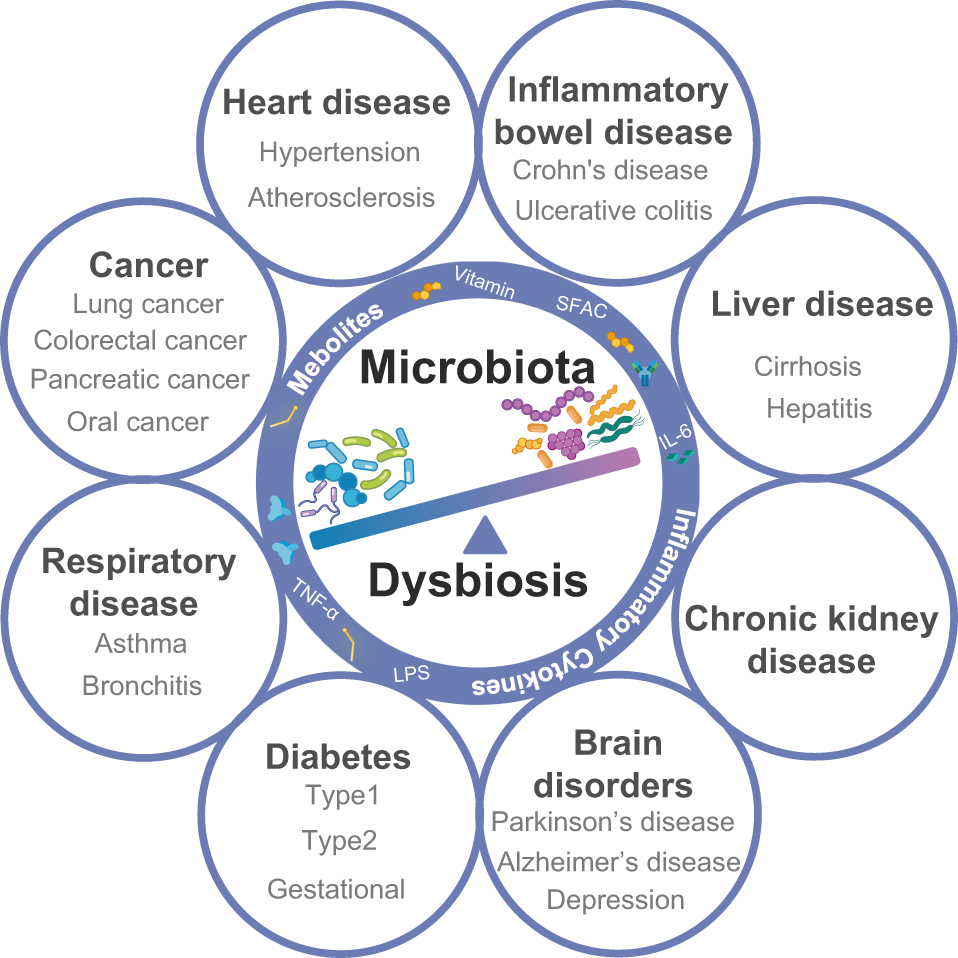 Heart disease
Hypertension
Atherosclerosis
Inflammatory
bowel disease
Crohn's disease
Ulcerative colitis
Cancer
Lung cancer
Colorectal cancer
Pancreatic cancer
Oral cancer
Liver disease
Cirrhosis
Hepatitis
Mebolites
Vitamin
SFAC
IL-6
Inflammatory Cytokines
LPS
TNF-α
Microbiota
Dysbiosis
Respiratory
disease
Asthma
Bronchitis
Chronic kidney
disease
Diabetes
Type1
Type2
Gestational
Brain
disorders
Parkinson’s disease
Alzheimer’s disease
Depression